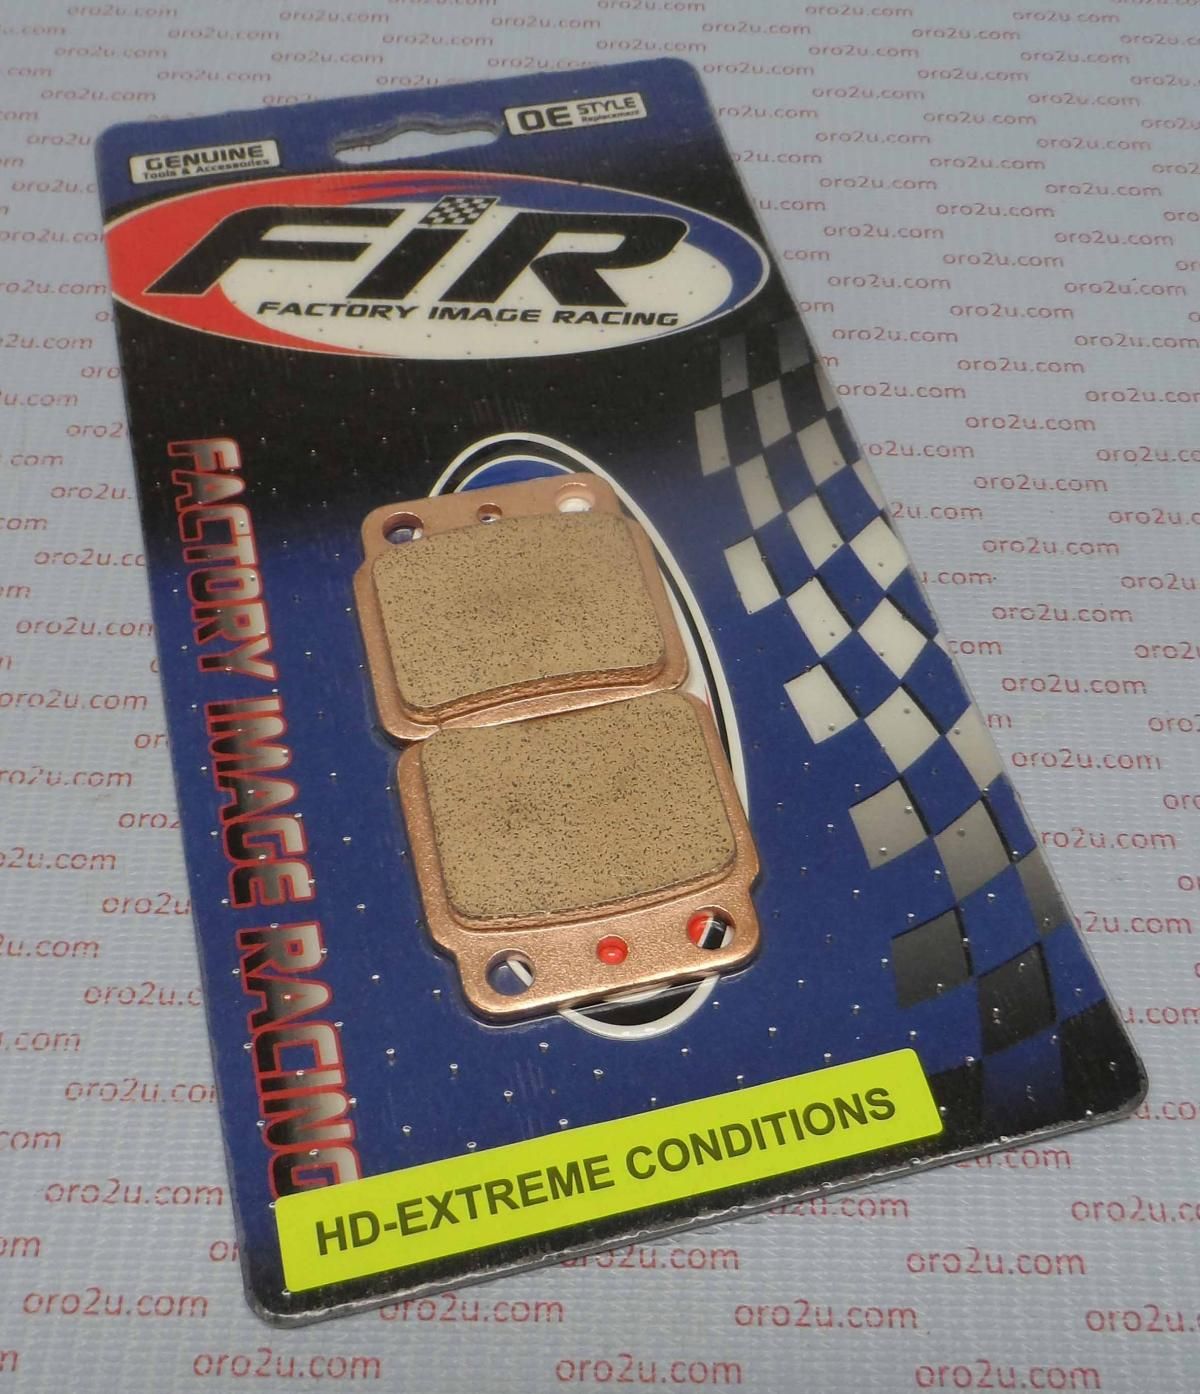 GENUINE
Tools & Accessories
OE STYLE
Replacement
FiR
FACTORY IMAGE RACING
FACTORY IMAGE RACING
HD-EXTREME CONDITIONS
oro2u.com